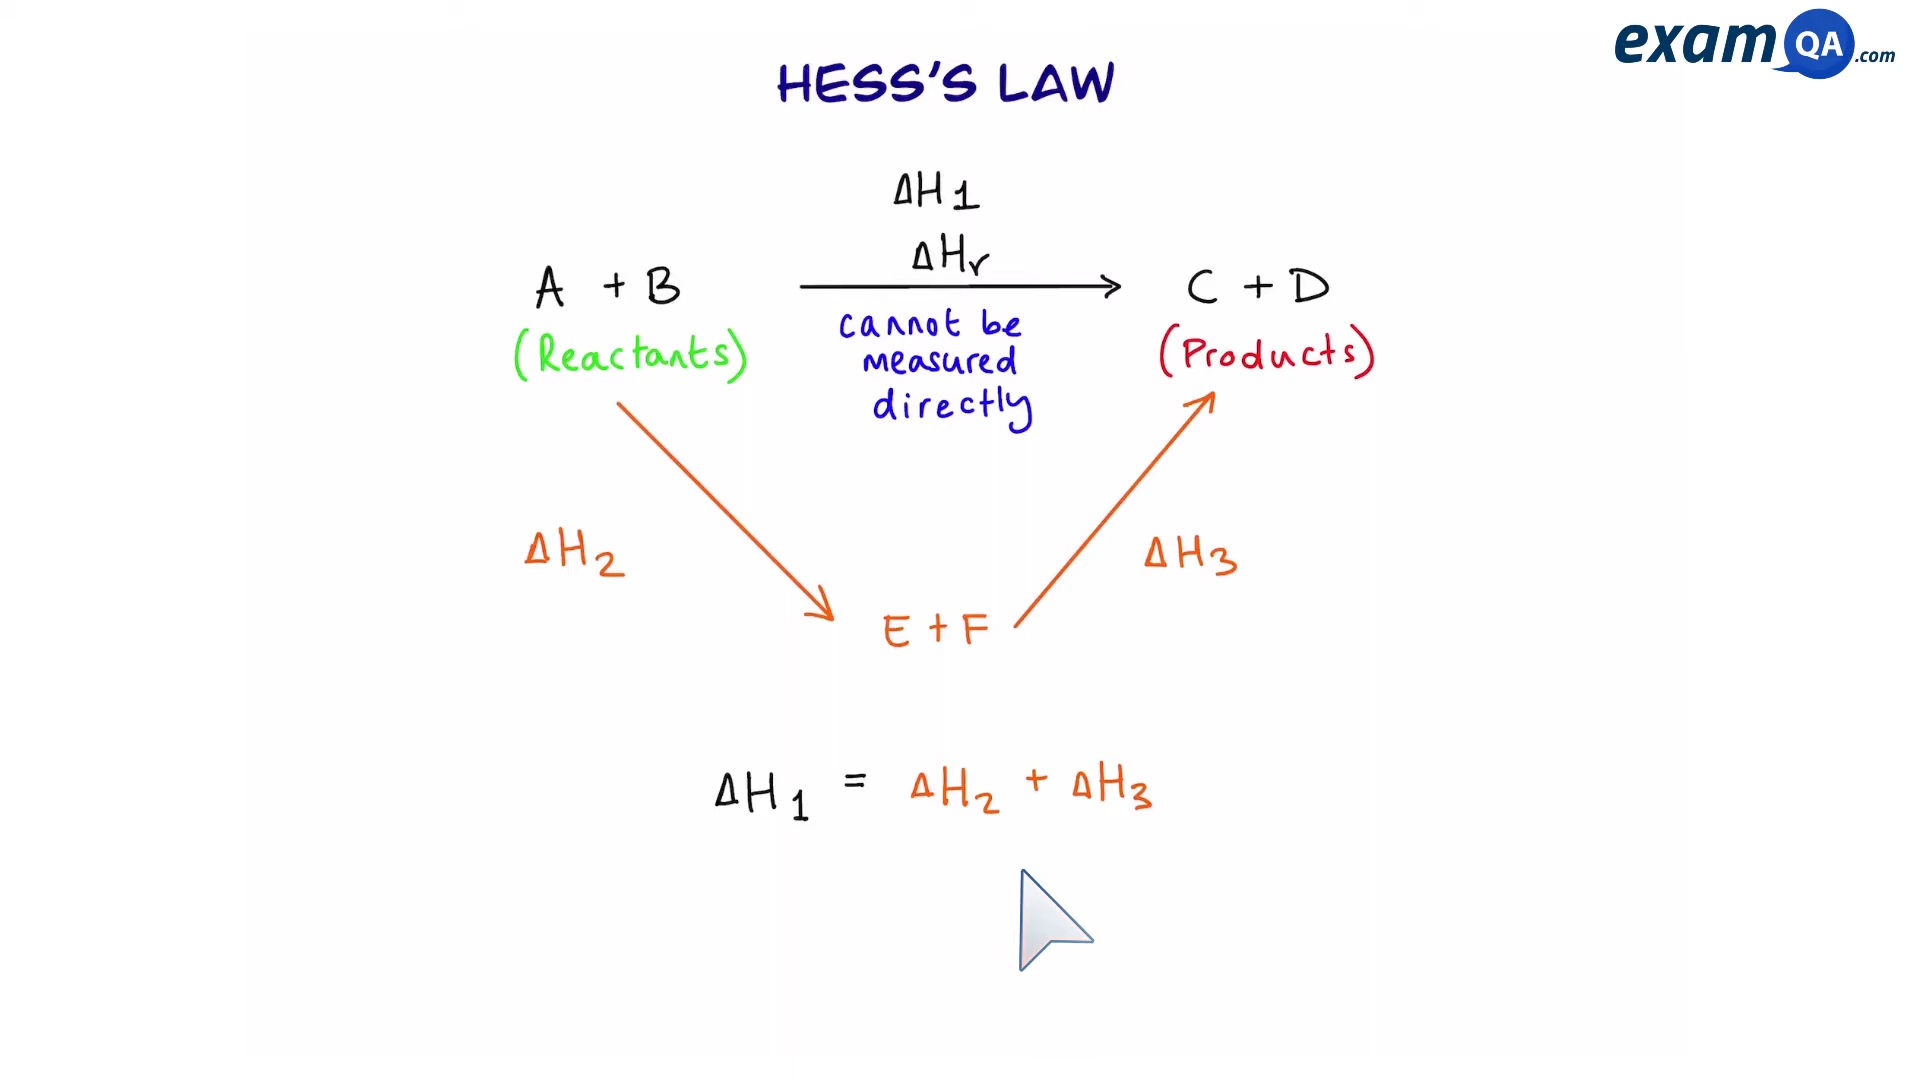 examQA.com
HESS'S LAW
ΔH1
ΔHr
A + B
C + D
(Reactants)
cannot be
measured
directly
(Products)
ΔH2
ΔH3
E + F
ΔH1 = ΔH2 + ΔH3